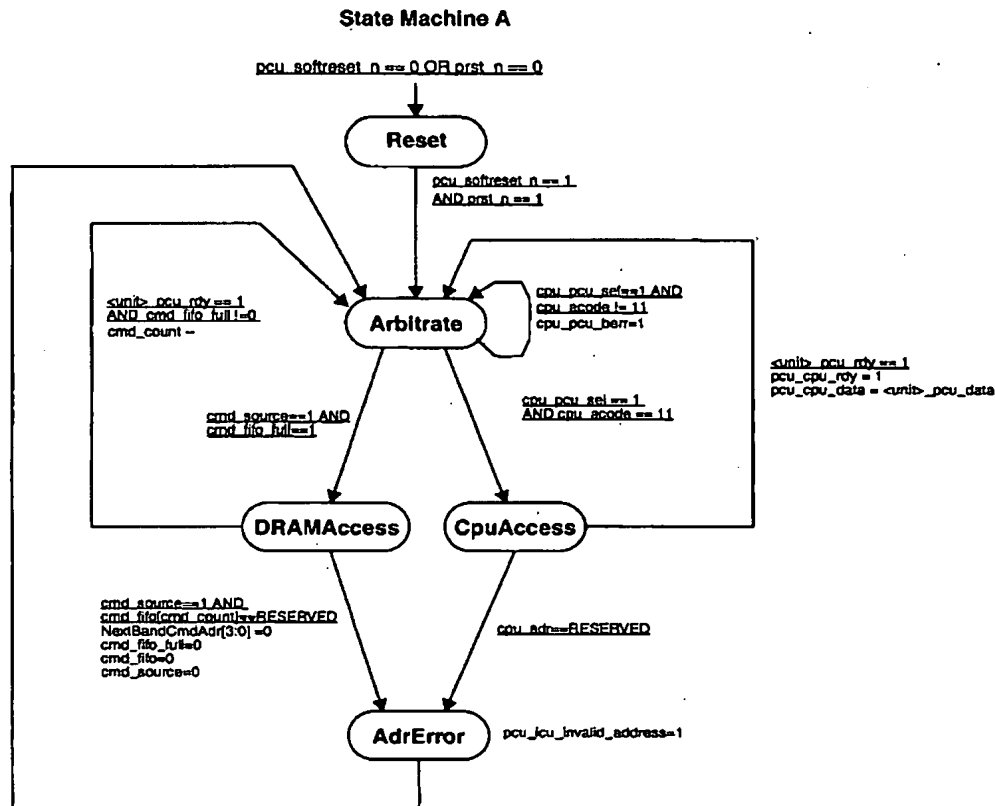 State Machine A
pcu_softreset_n == 0 OR prst_n == 0
Reset
pcu_softreset_n == 1
AND prst_n == 1
<unit>_pcu_rdy == 1
AND cmd_fifo_full !=0
cmd_count --
Arbitrate
cpu_pcu_sel==1 AND
cpu_acode != 11
cpu_pcu_berr=1
<unit>_pcu_rdy == 1
pcu_cpu_rdy = 1
pcu_cpu_data = <unit>_pcu_data
cmd_source==1 AND
cmd_fifo_full==1
cpu_pcu_sel == 1
AND cpu_acode == 11
DRAMAccess
CpuAccess
cmd_source==1 AND
cmd_fifo[cmd_count]==RESERVED
NextBandCmdAdr[3:0] =0
cmd_fifo_full=0
cmd_fifo=0
cmd_source=0
cpu_adr==RESERVED
AdrError
pcu_icu_invalid_address=1